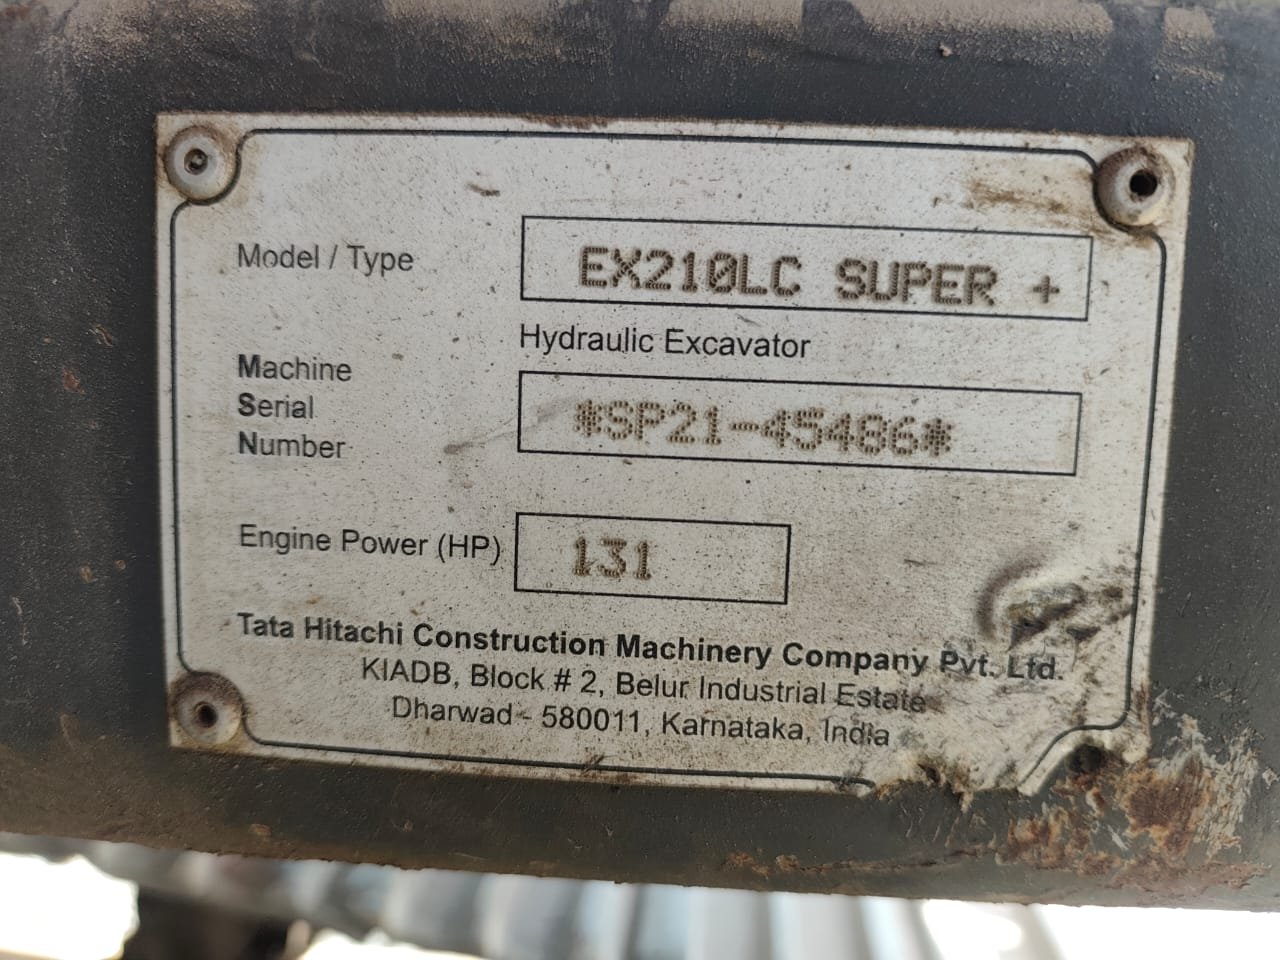 Model / Type EX210LC SUPER +
Hydraulic Excavator
Machine
Serial *SP21-45486*
Number
Engine Power (HP) 131
Tata Hitachi Construction Machinery Company Pvt. Ltd.
KIADB, Block # 2, Belur Industrial Estate
Dharwad - 580011, Karnataka, India